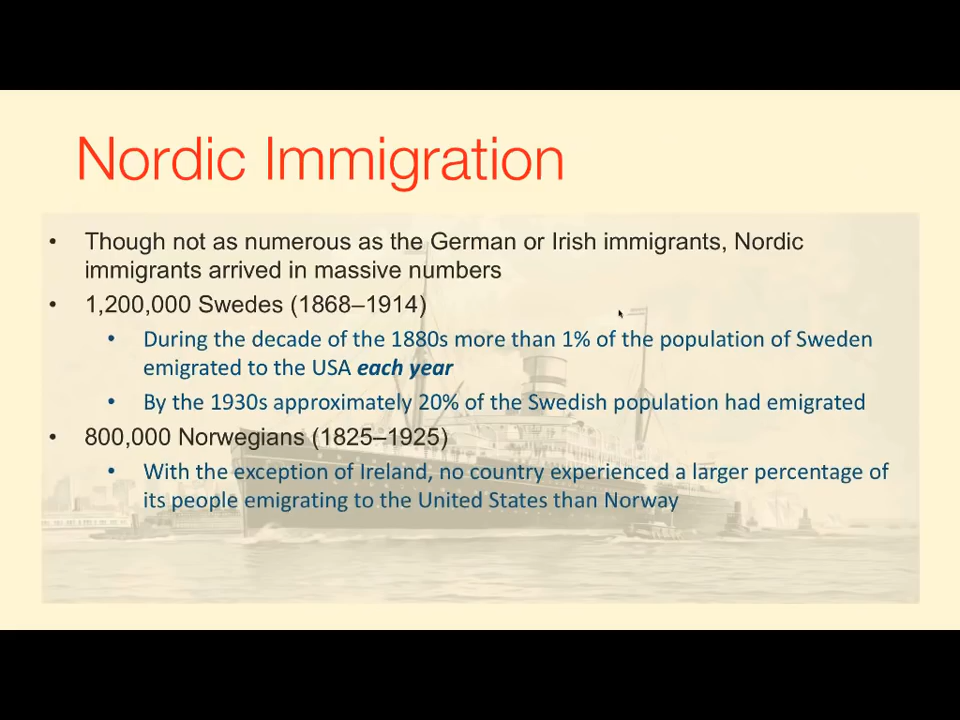 Nordic Immigration
• Though not as numerous as the German or Irish immigrants, Nordic
immigrants arrived in massive numbers
• 1,200,000 Swedes (1868–1914)
• During the decade of the 1880s more than 1% of the population of Sweden
emigrated to the USA each year
• By the 1930s approximately 20% of the Swedish population had emigrated
• 800,000 Norwegians (1825–1925)
• With the exception of Ireland, no country experienced a larger percentage of
its people emigrating to the United States than Norway